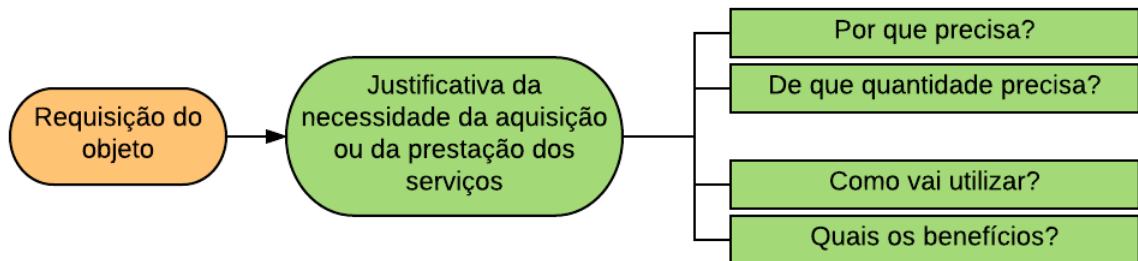 Requisição do
objeto
Justificativa da
necessidade da aquisição
ou da prestação dos
serviços
Por que precisa?
De que quantidade precisa?
Como vai utilizar?
Quais os benefícios?